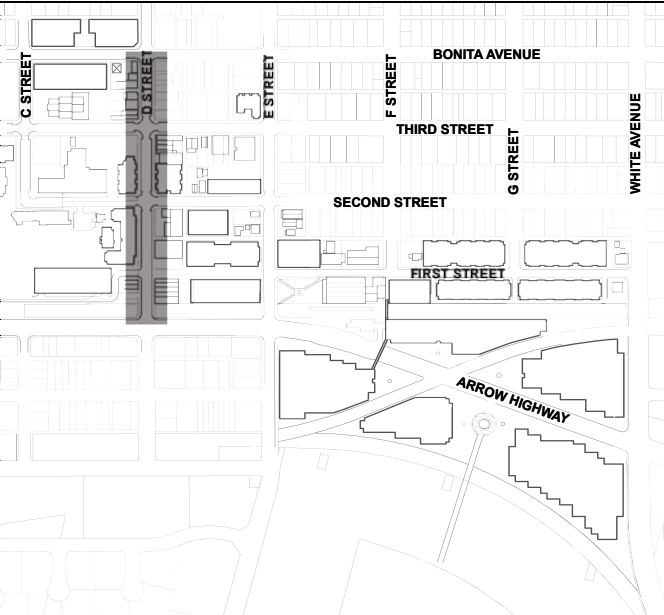 BONITA AVENUE
C STREET
D STREET
E STREET
F STREET
THIRD STREET
G STREET
WHITE AVENUE
SECOND STREET
FIRST STREET
ARROW HIGHWAY